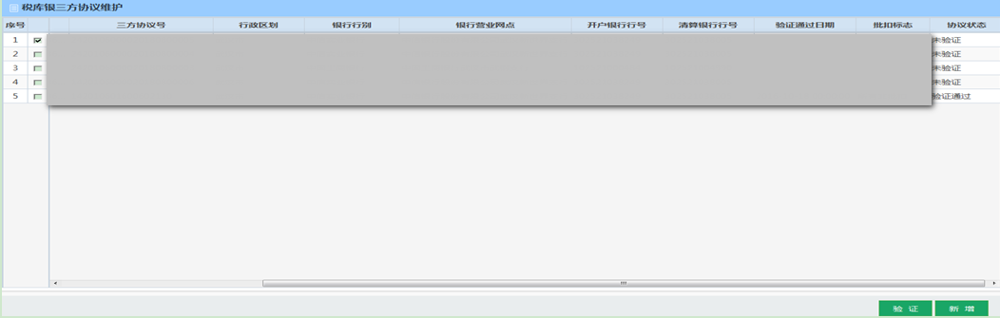 税库银三方协议维护
序号 三方协议号 行政区划 银行行别 银行营业网点 开户银行行号 清算银行行号 验证通过日期 批扣标志 协议状态
1 未验证
2 未验证
3 未验证
4 未验证
5 验证通过
验 证 新 增